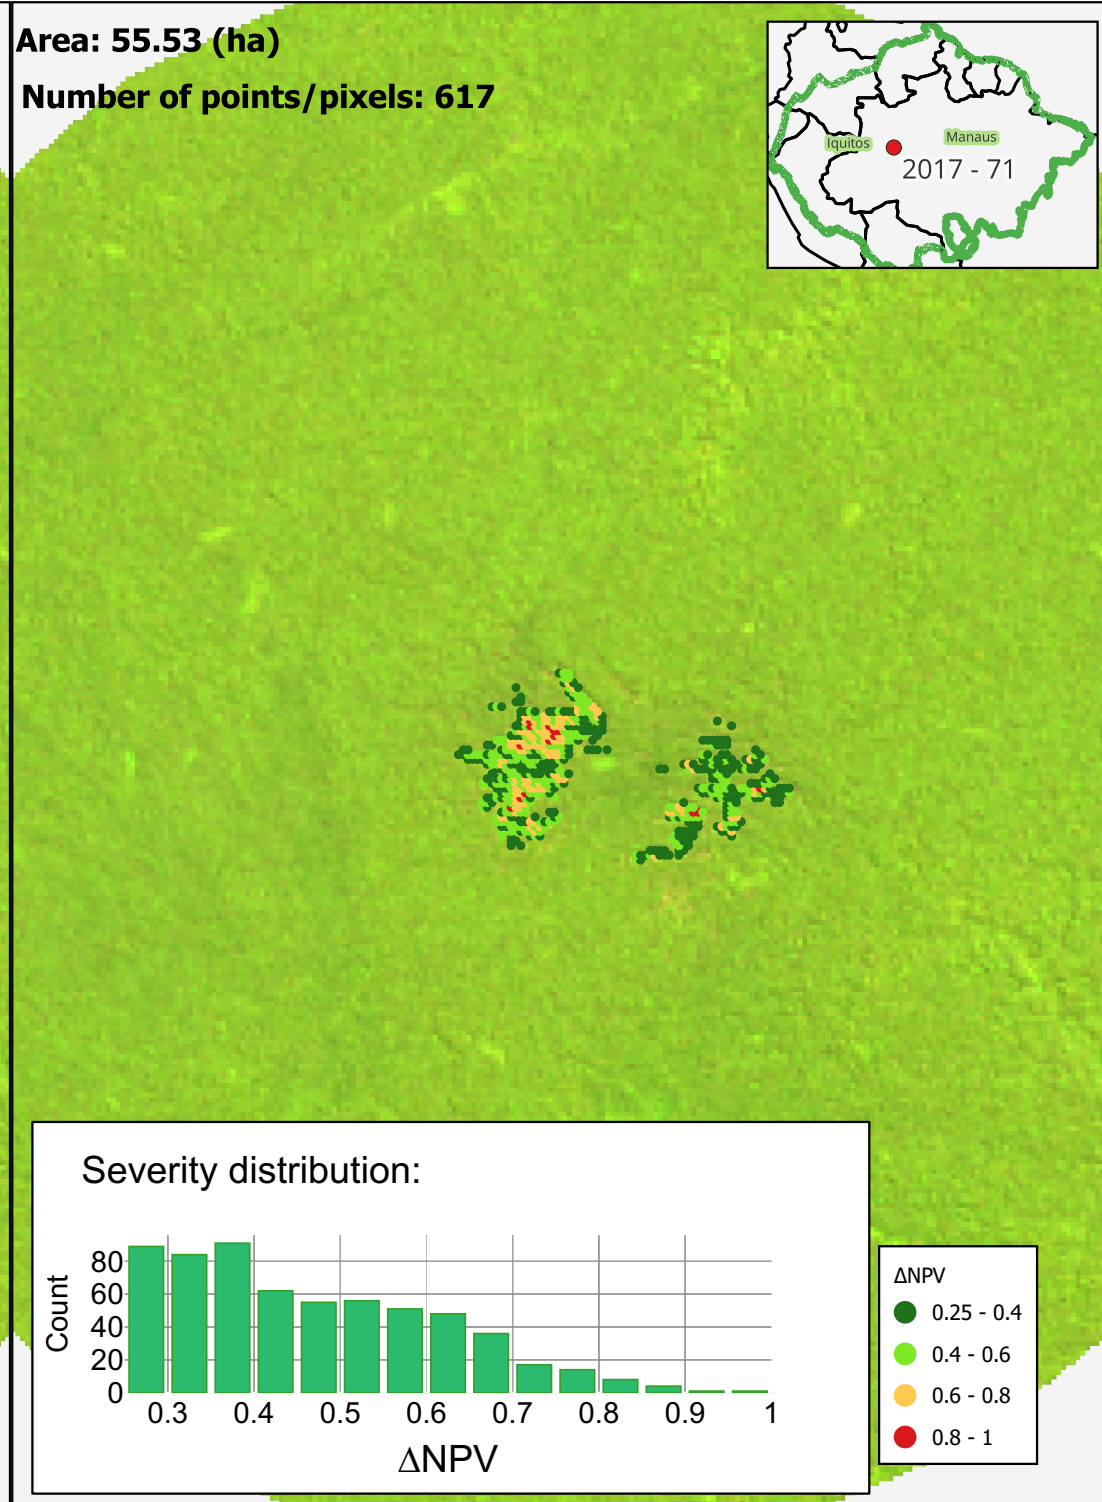 Area: 55.53 (ha)
Number of points/pixels: 617
Iquitos
Manaus
2017 - 71
Severity distribution:
Count
80
60
40
20
0
0.3 0.4 0.5 0.6 0.7 0.8 0.9 1
ΔNPV
ΔNPV
0.25 - 0.4
0.4 - 0.6
0.6 - 0.8
0.8 - 1